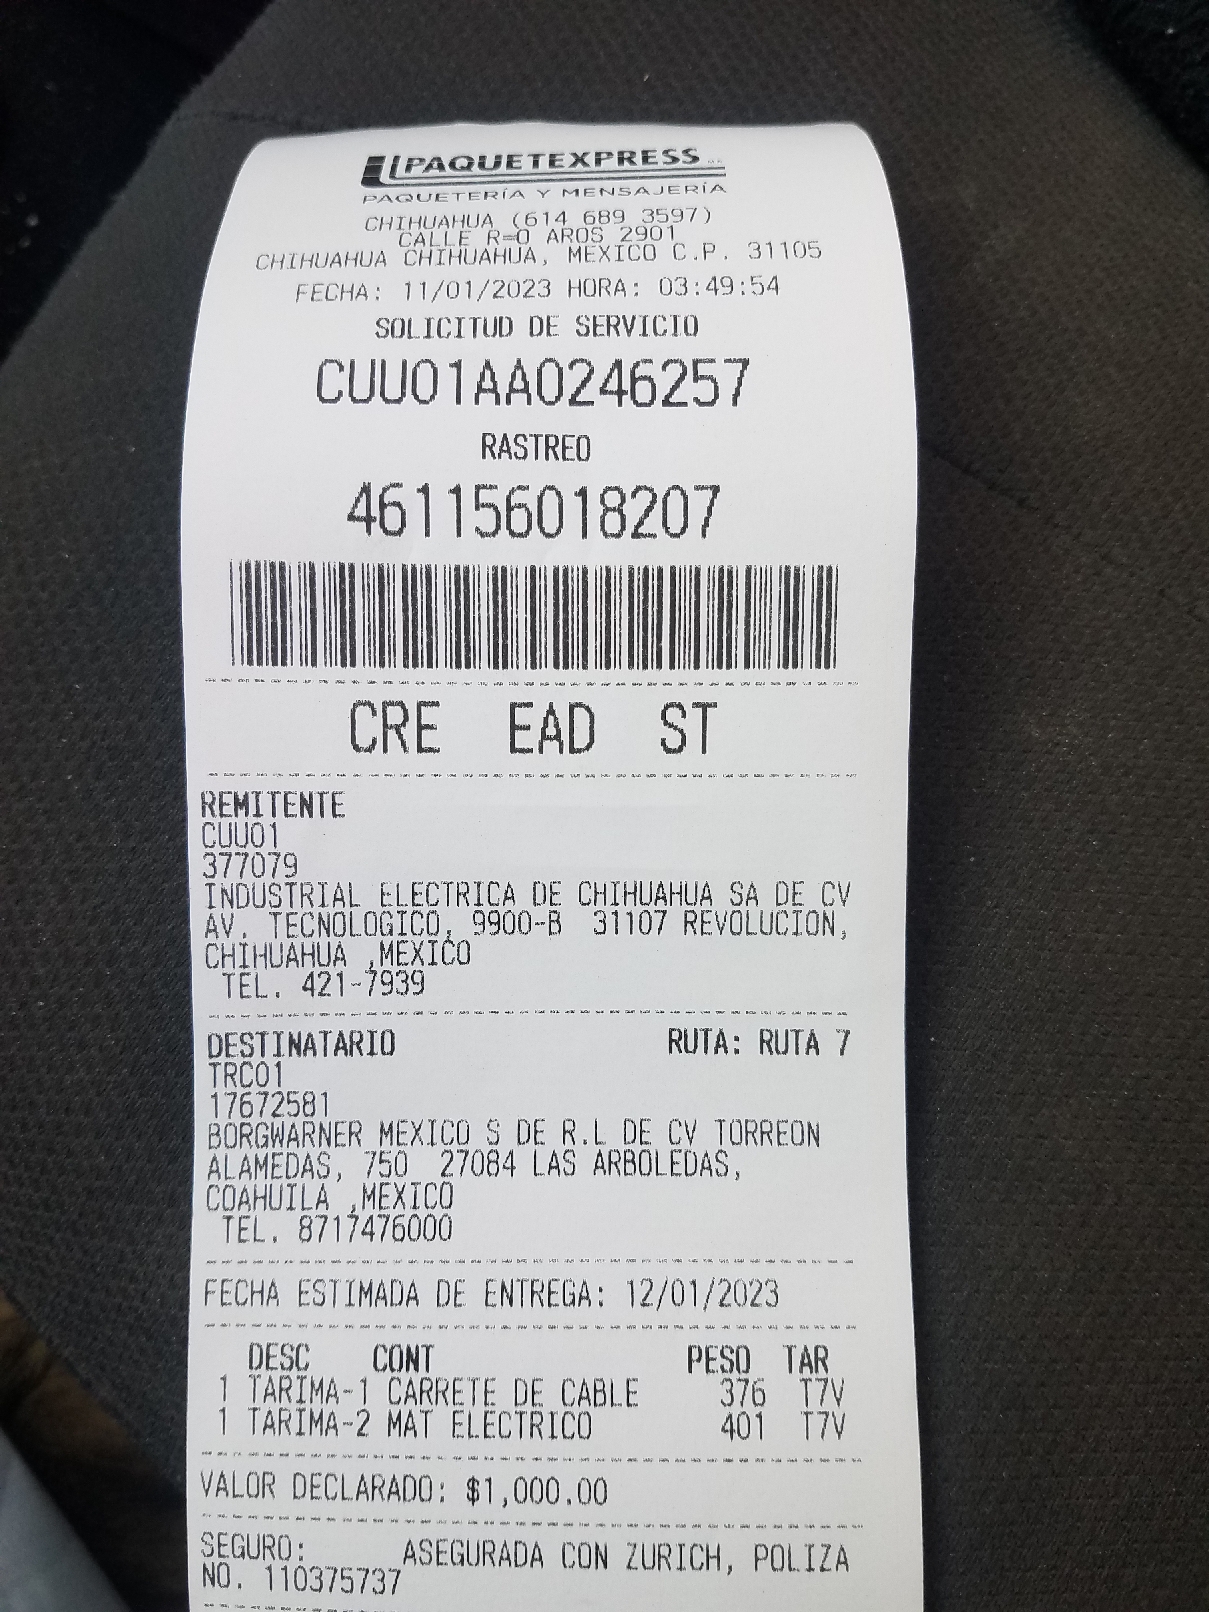 PAQUETEXPRESS
PAQUETERÍA Y MENSAJERÍA
CHIHUAHUA (614 689 3597)
CALLE R=O AROS 2901
CHIHUAHUA CHIHUAHUA, MEXICO C.P. 31105
FECHA: 11/01/2023 HORA: 03:49:54
SOLICITUD DE SERVICIO
CUU01AA0246257
RASTREO
461156018207
CRE EAD ST
REMITENTE
CUU01
377079
INDUSTRIAL ELECTRICA DE CHIHUAHUA SA DE CV
AV. TECNOLOGICO, 9900-B 31107 REVOLUCION,
CHIHUAHUA ,MEXICO
TEL. 421-7939
DESTINATARIO RUTA: RUTA 7
TRC01
17672581
BORGWARNER MEXICO S DE R.L DE CV TORREON
ALAMEDAS, 750 27084 LAS ARBOLEDAS,
COAHUILA ,MEXICO
TEL. 8717476000
FECHA ESTIMADA DE ENTREGA: 12/01/2023
DESC CONT PESO TAR
1 TARIMA-1 CARRETE DE CABLE 376 T7V
1 TARIMA-2 MAT ELECTRICO 401 T7V
VALOR DECLARADO: $1,000.00
SEGURO: ASEGURADA CON ZURICH, POLIZA
NO. 110375737